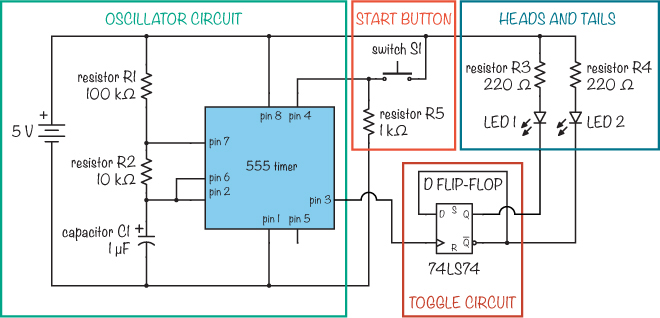 OSCILLATOR CIRCUIT
START BUTTON
HEADS AND TAILS
switch S1
resistor R1
100 kΩ
resistor R3
220 Ω
resistor R4
220 Ω
+
5 V
pin 8 pin 4
resistor R5
1 kΩ
LED 1
LED 2
pin 7
555 timer
resistor R2
10 kΩ
pin 6
pin 2
pin 3
D FLIP-FLOP
D S Q
R Q̅
capacitor C1 +
1 µF
pin 1 pin 5
74LS74
TOGGLE CIRCUIT